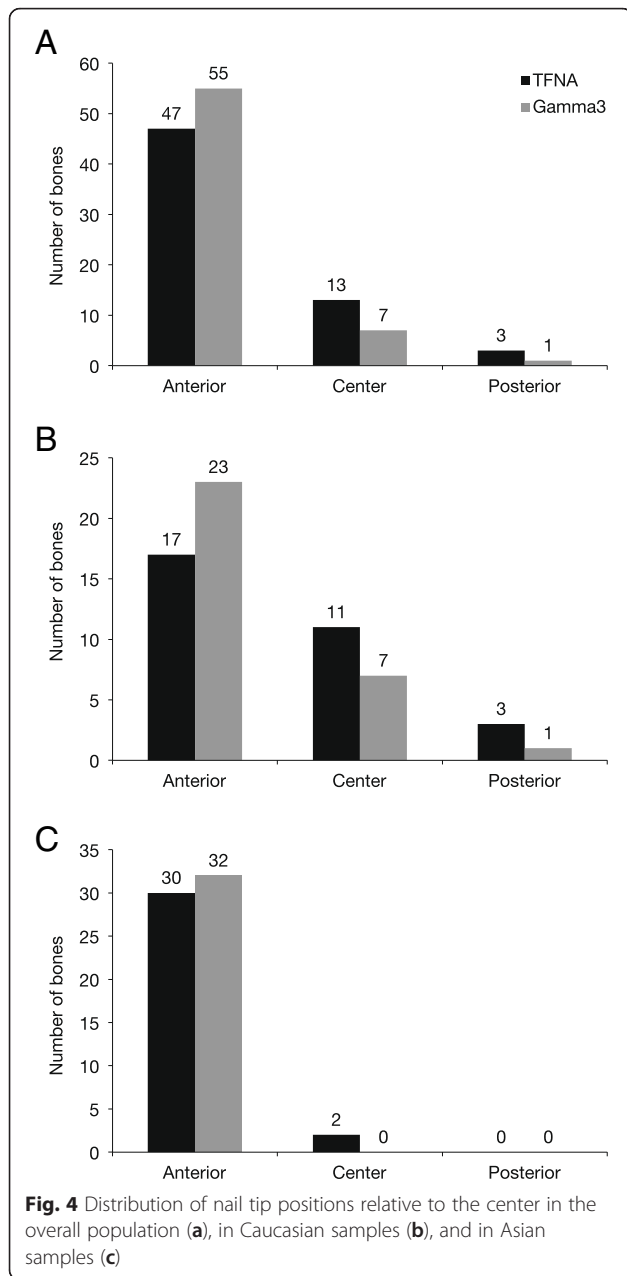 A
Number of bones
60
50
40
30
20
10
0
47
55
13
7
3
1
Anterior Center Posterior
TFNA
Gamma3
B
Number of bones
25
20
15
10
5
0
17
23
11
7
3
1
Anterior Center Posterior
C
Number of bones
35
30
25
20
15
10
5
0
30
32
2
0
0
0
Anterior Center Posterior
Fig. 4 Distribution of nail tip positions relative to the center in the
overall population (a), in Caucasian samples (b), and in Asian
samples (c)